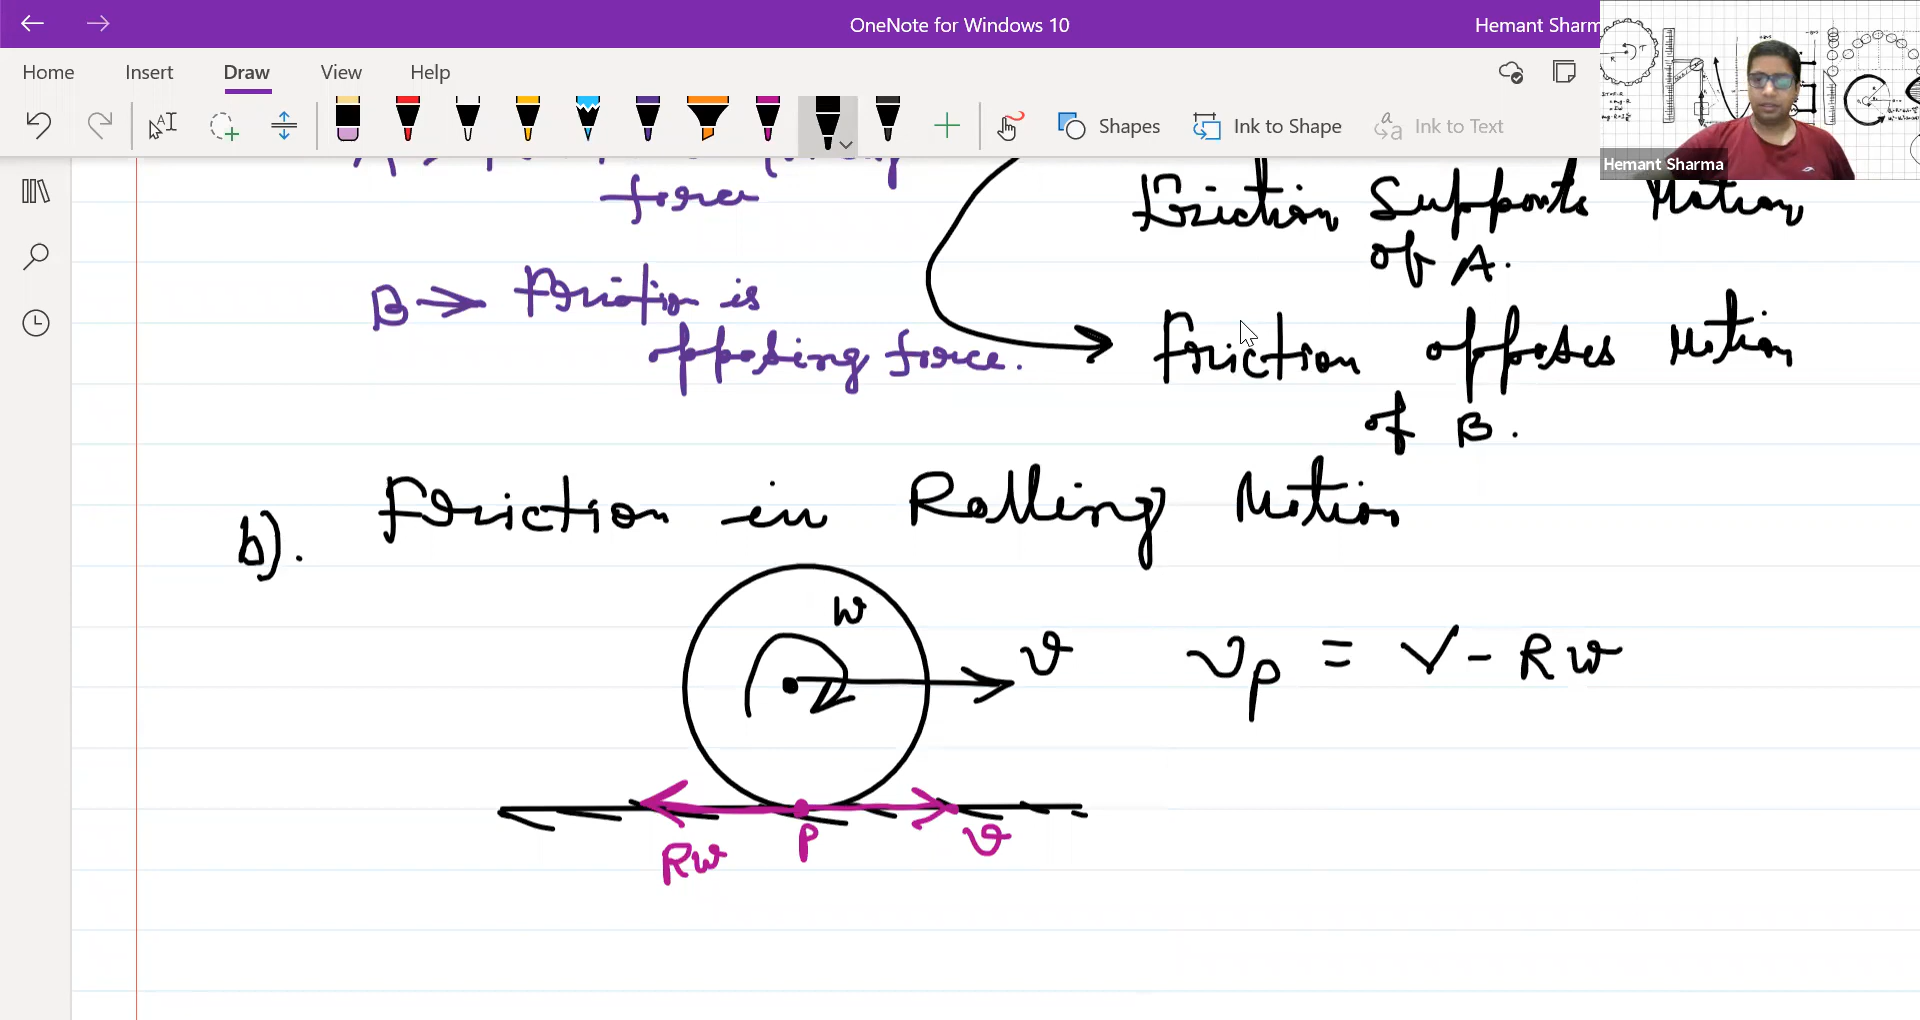 OneNote for Windows 10
Hemant Sharm
Home Insert Draw View Help
Shapes Ink to Shape Ink to Text
Hemant Sharma
force
Friction supports Motion
of A.
B → Friction is
opposing force.
Friction opposes Motion
of B.
b). Friction in Rolling Motion
w
v
vp = v - Rw
Rw P v